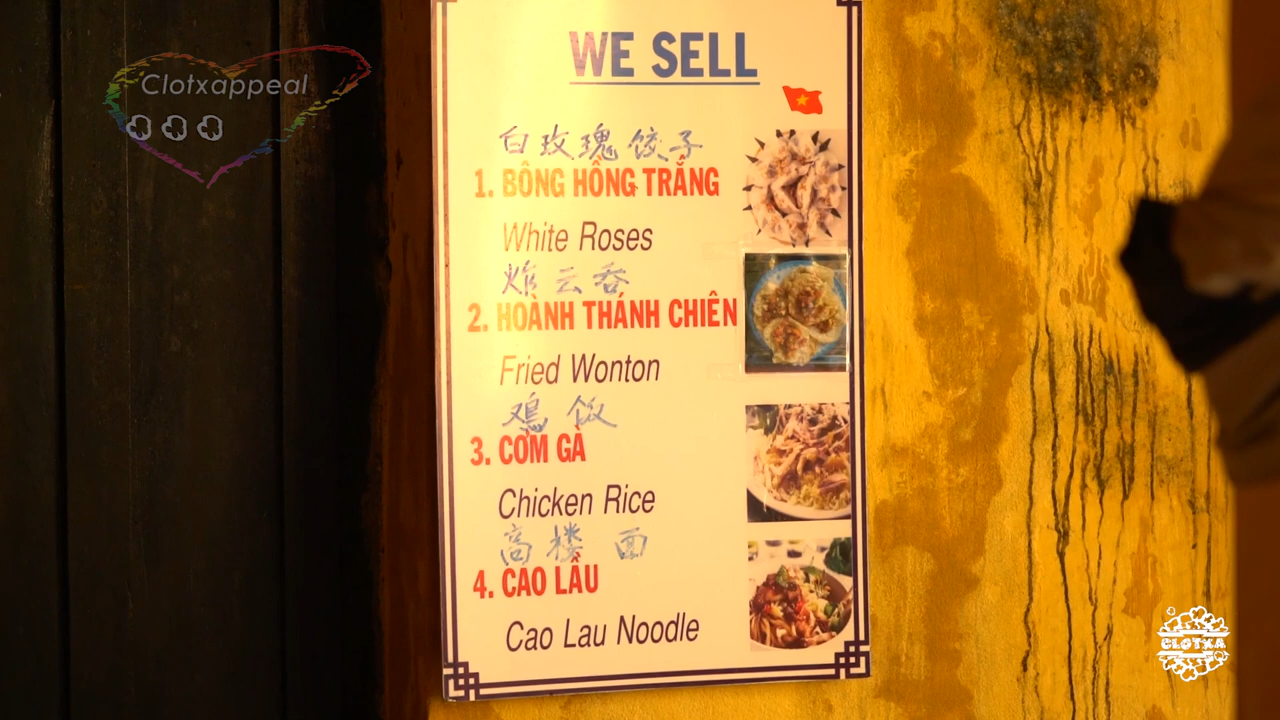 Clotxappeal
WE SELL
白玫瑰饺子
1. BÔNG HỒNG TRẮNG
White Roses
炸云吞
2. HOÀNH THÁNH CHIÊN
Fried Wonton
鸡饭
3. CƠM GÀ
Chicken Rice
高楼面
4. CAO LẦU
Cao Lau Noodle
CLOTXA